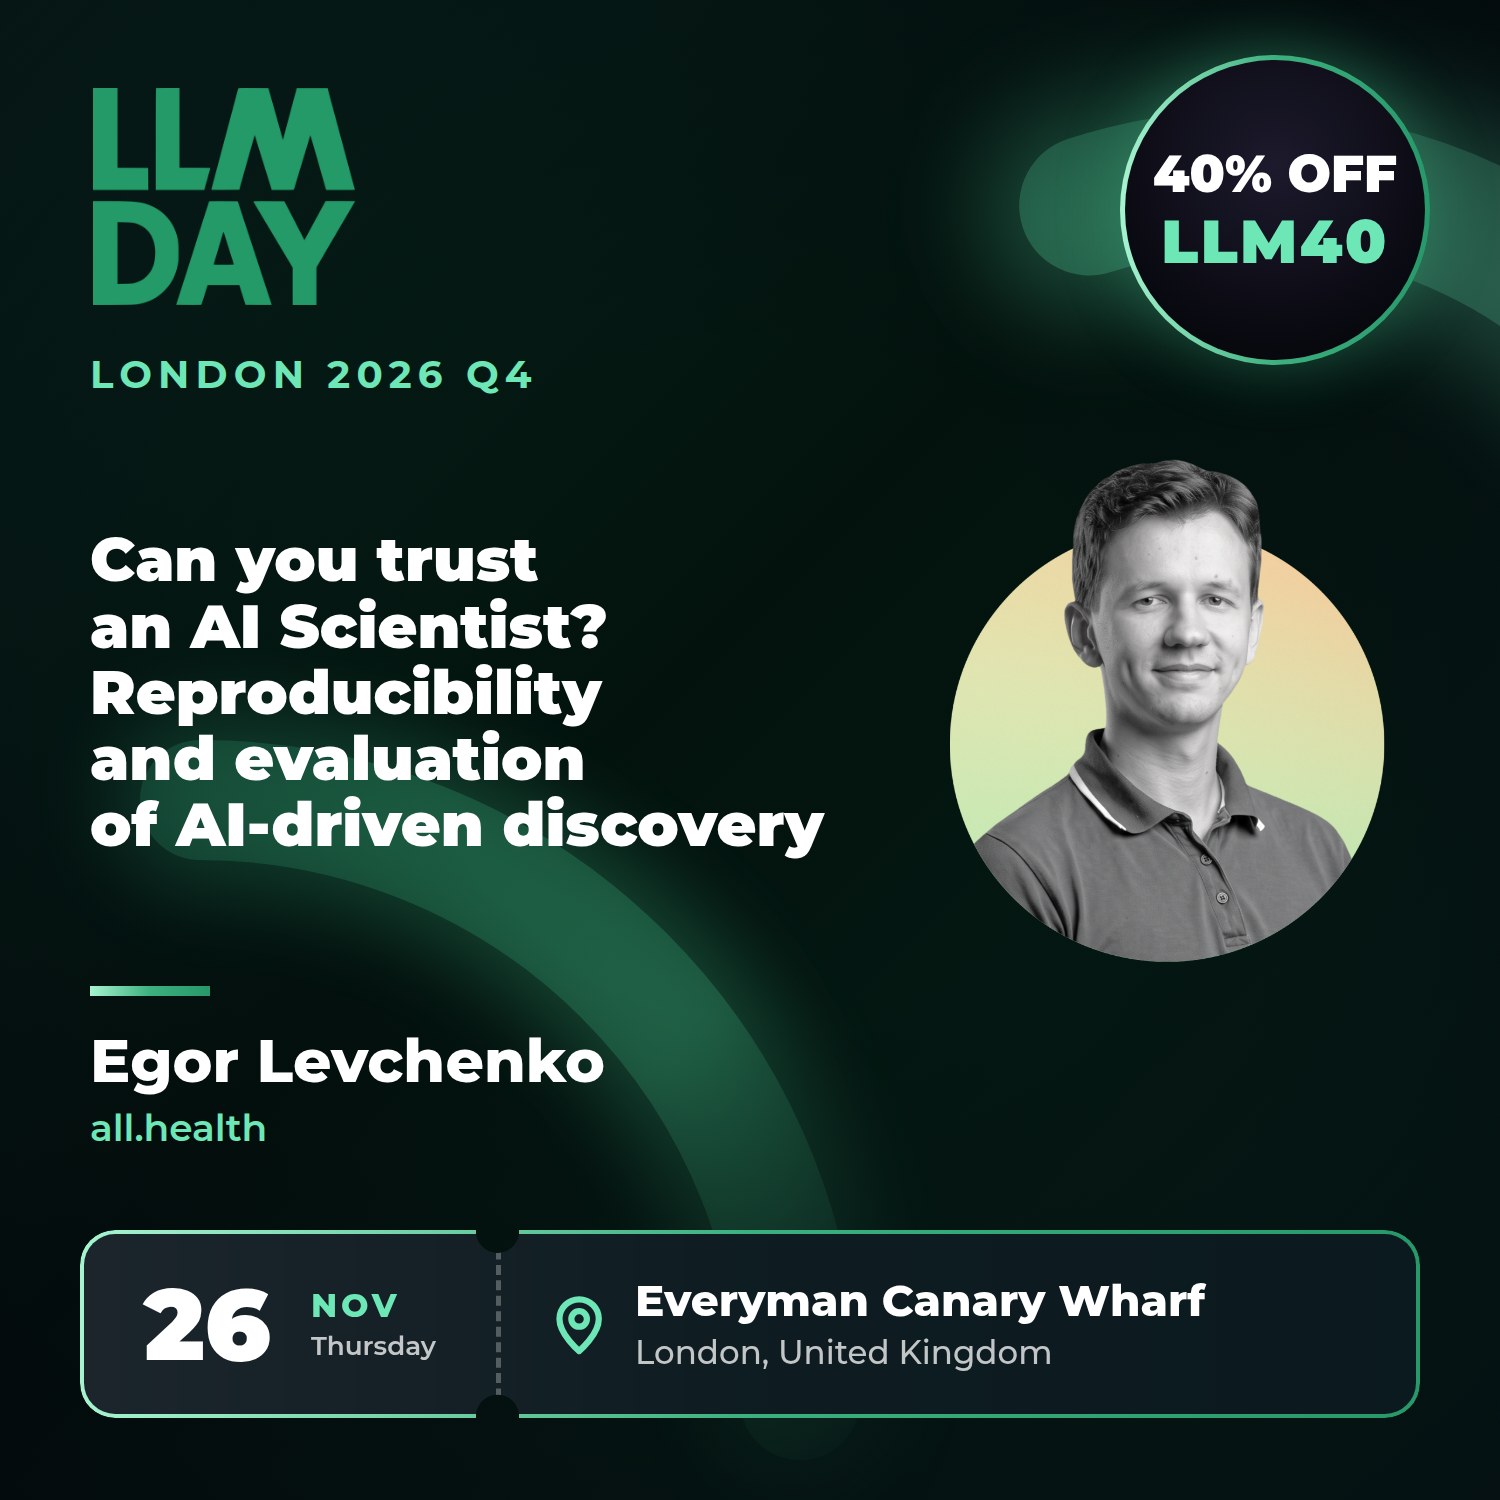 LLM
DAY
LONDON 2026 Q4
40% OFF
LLM40
Can you trust
an AI Scientist?
Reproducibility
and evaluation
of AI-driven discovery
Egor Levchenko
all.health
26
NOV
Thursday
Everyman Canary Wharf
London, United Kingdom